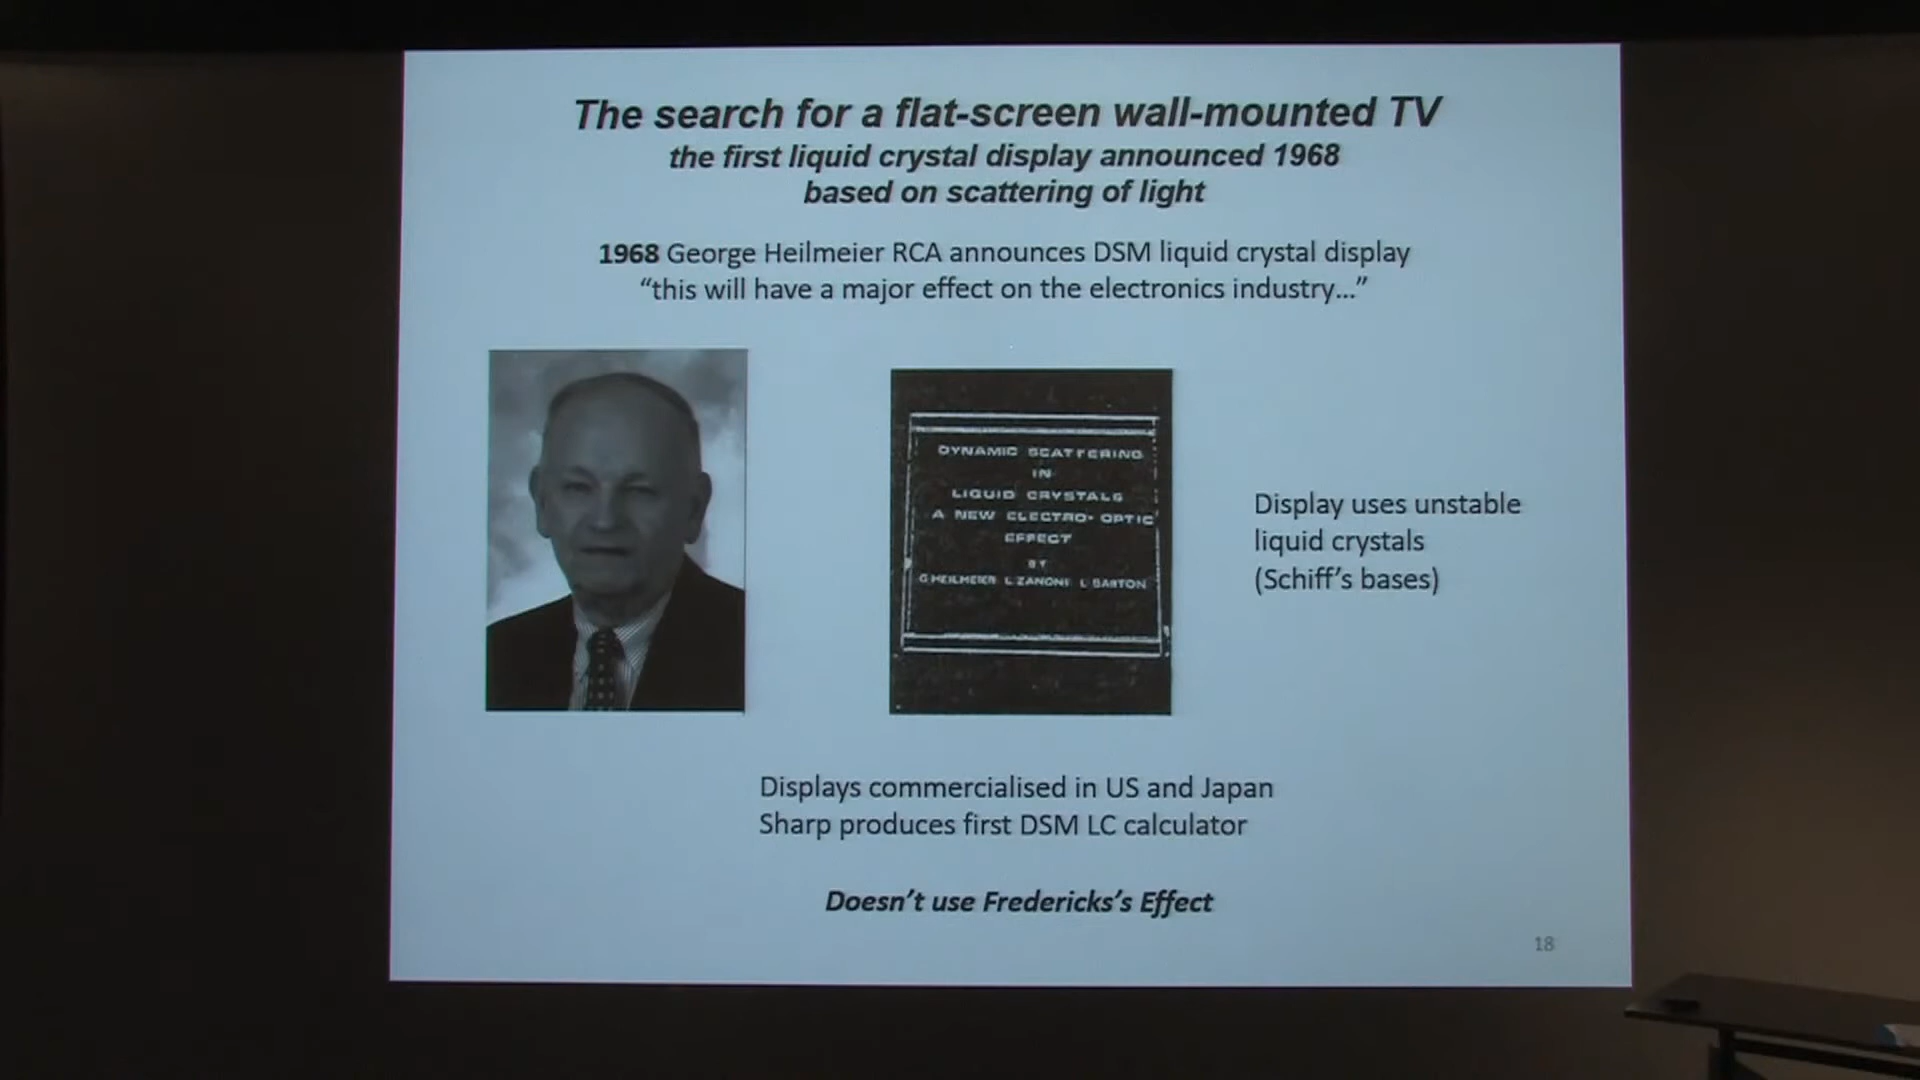 The search for a flat-screen wall-mounted TV
the first liquid crystal display announced 1968
based on scattering of light
1968 George Heilmeier RCA announces DSM liquid crystal display
“this will have a major effect on the electronics industry...”
DYNAMIC SCATTERING
IN
LIQUID CRYSTALS
A NEW ELECTRO-OPTIC
EFFECT
BY
G HEILMEIER L ZANONI L BARTON
Display uses unstable
liquid crystals
(Schiff’s bases)
Displays commercialised in US and Japan
Sharp produces first DSM LC calculator
Doesn’t use Fredericks’s Effect
18